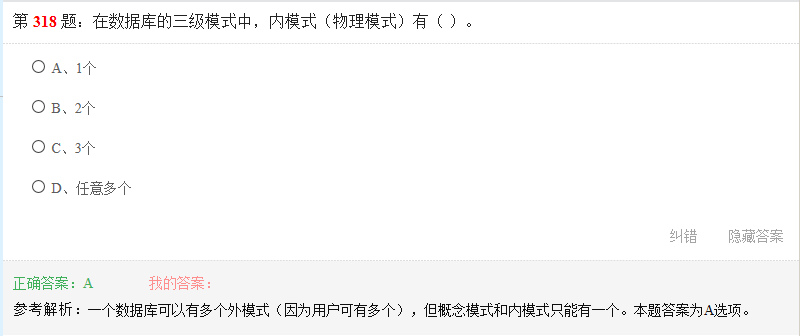 第 318 题：在数据库的三级模式中，内模式（物理模式）有（ ）。
A、1个
B、2个
C、3个
D、任意多个
纠错 隐藏答案
正确答案：A 我的答案：
参考解析：一个数据库可以有多个外模式（因为用户可有多个），但概念模式和内模式只能有一个。本题答案为A选项。